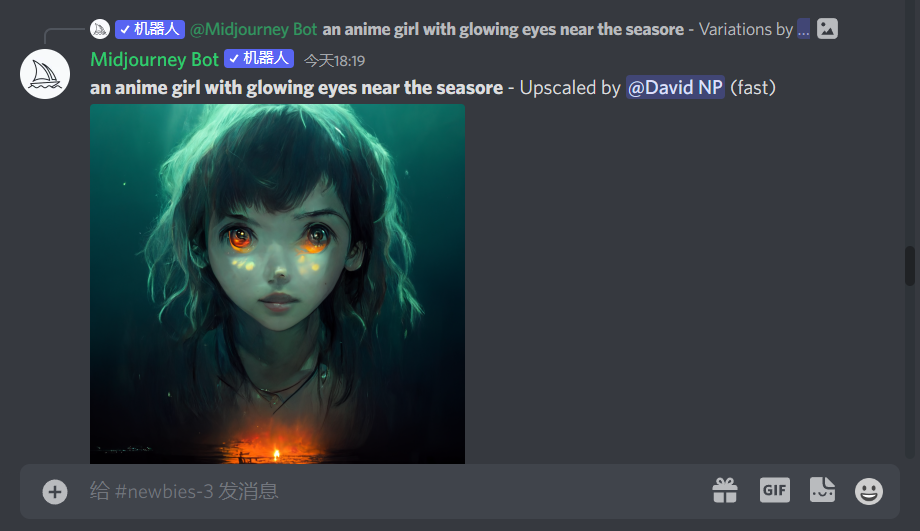 机器人 @Midjourney Bot an anime girl with glowing eyes near the seasore - Variations by ...
Midjourney Bot 机器人 今天18:19
an anime girl with glowing eyes near the seasore - Upscaled by @David NP (fast)
给 #newbies-3 发消息 GIF